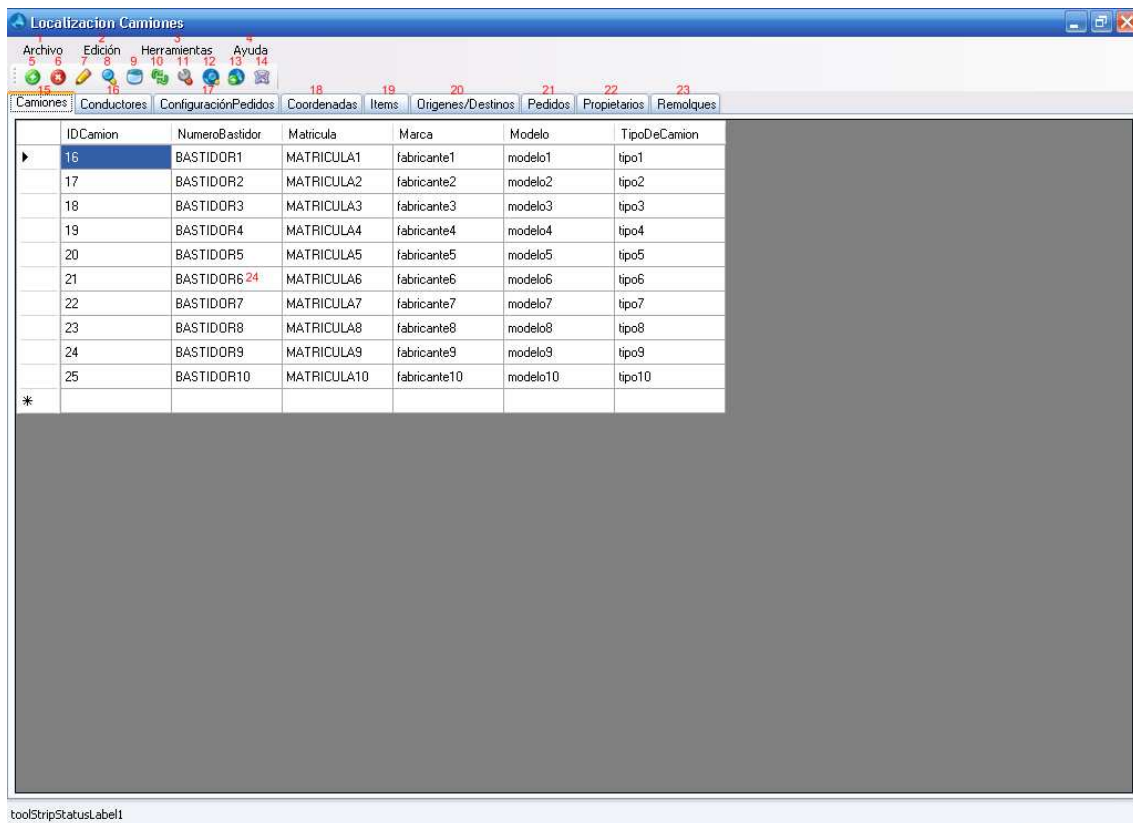 Localizacion Camiones
1 2 3 4
Archivo Edición Herramientas Ayuda
5 6 7 8 9 10 11 12 13 14
15 16 17 18 19 20 21 22 23
Camiones Conductores ConfiguraciónPedidos Coordenadas Items Origenes/Destinos Pedidos Propietarios Remolques
IDCamion NumeroBastidor Matricula Marca Modelo TipoDeCamion
16 BASTIDOR1 MATRICULA1 fabricante1 modelo1 tipo1
17 BASTIDOR2 MATRICULA2 fabricante2 modelo2 tipo2
18 BASTIDOR3 MATRICULA3 fabricante3 modelo3 tipo3
19 BASTIDOR4 MATRICULA4 fabricante4 modelo4 tipo4
20 BASTIDOR5 MATRICULA5 fabricante5 modelo5 tipo5
21 BASTIDOR6 24 MATRICULA6 fabricante6 modelo6 tipo6
22 BASTIDOR7 MATRICULA7 fabricante7 modelo7 tipo7
23 BASTIDOR8 MATRICULA8 fabricante8 modelo8 tipo8
24 BASTIDOR9 MATRICULA9 fabricante9 modelo9 tipo9
25 BASTIDOR10 MATRICULA10 fabricante10 modelo10 tipo10
toolStripStatusLabel1